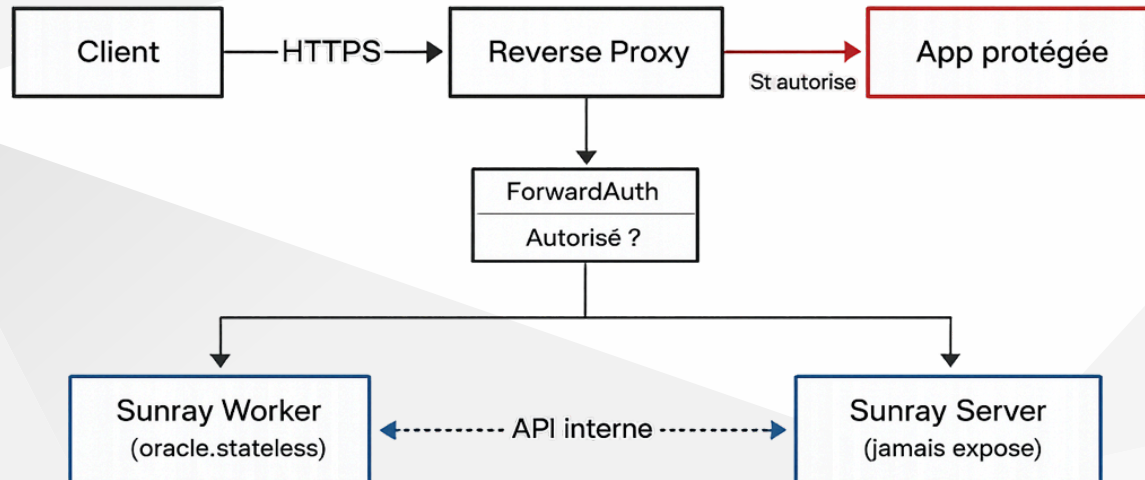 Client
HTTPS
Reverse Proxy
App protégée
St autorise
ForwardAuth
Autorisé ?
Sunray Worker
(oracle.stateless)
API interne
Sunray Server
(jamais expose)